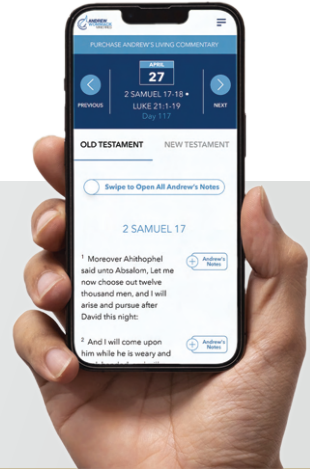 ANDREW
WOMMACK
PURCHASE ANDREW'S LIVING COMMENTARY
APRIL
27
2 SAMUEL 17-18 •
LUKE 21:1-19
Day 117
PREVIOUS
NEXT
OLD TESTAMENT
NEW TESTAMENT
Swipe to Open All Andrew's Notes
2 SAMUEL 17
1 Moreover Ahithophel
said unto Absalom, Let me
now choose out twelve
thousand men, and I will
arise and pursue after
David this night:
Andrew's
Notes
2 And I will come upon
him while he is weary and
Andrew's
Notes